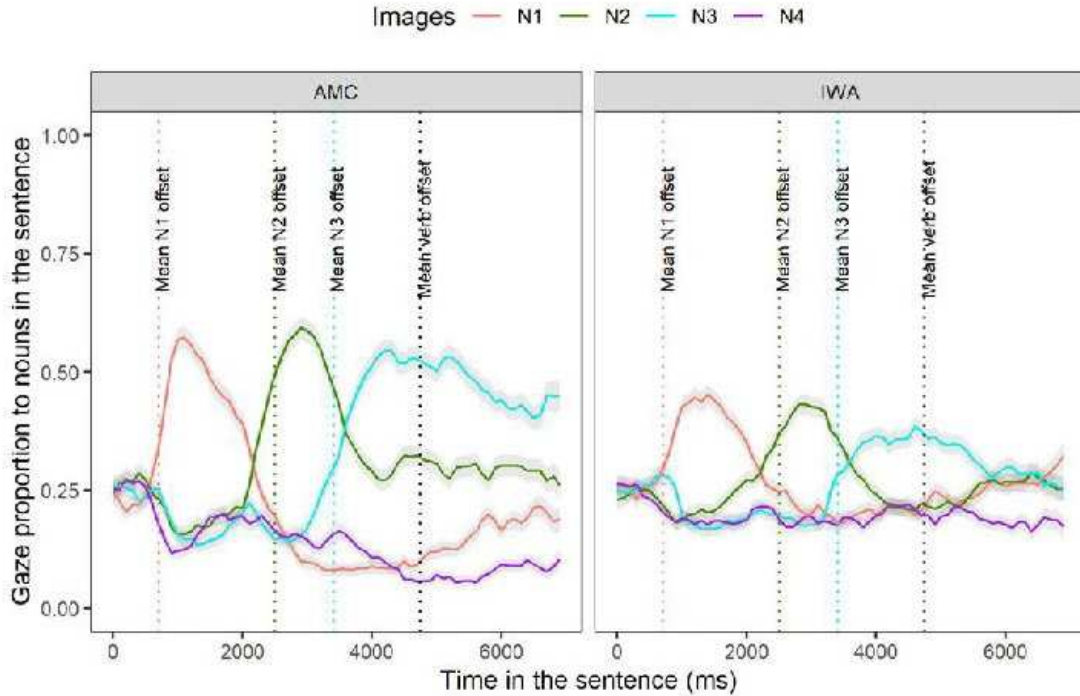 Images N1 N2 N3 N4
AMC IWA
Gaze proportion to nouns in the sentence
1.00
0.75
0.50
0.25
0.00
Mean N1 offset
Mean N2 offset
Mean N3 offset
Mean verb offset
Mean N1 offset
Mean N2 offset
Mean N3 offset
Mean verb offset
0 2000 4000 6000 0 2000 4000 6000
Time in the sentence (ms)